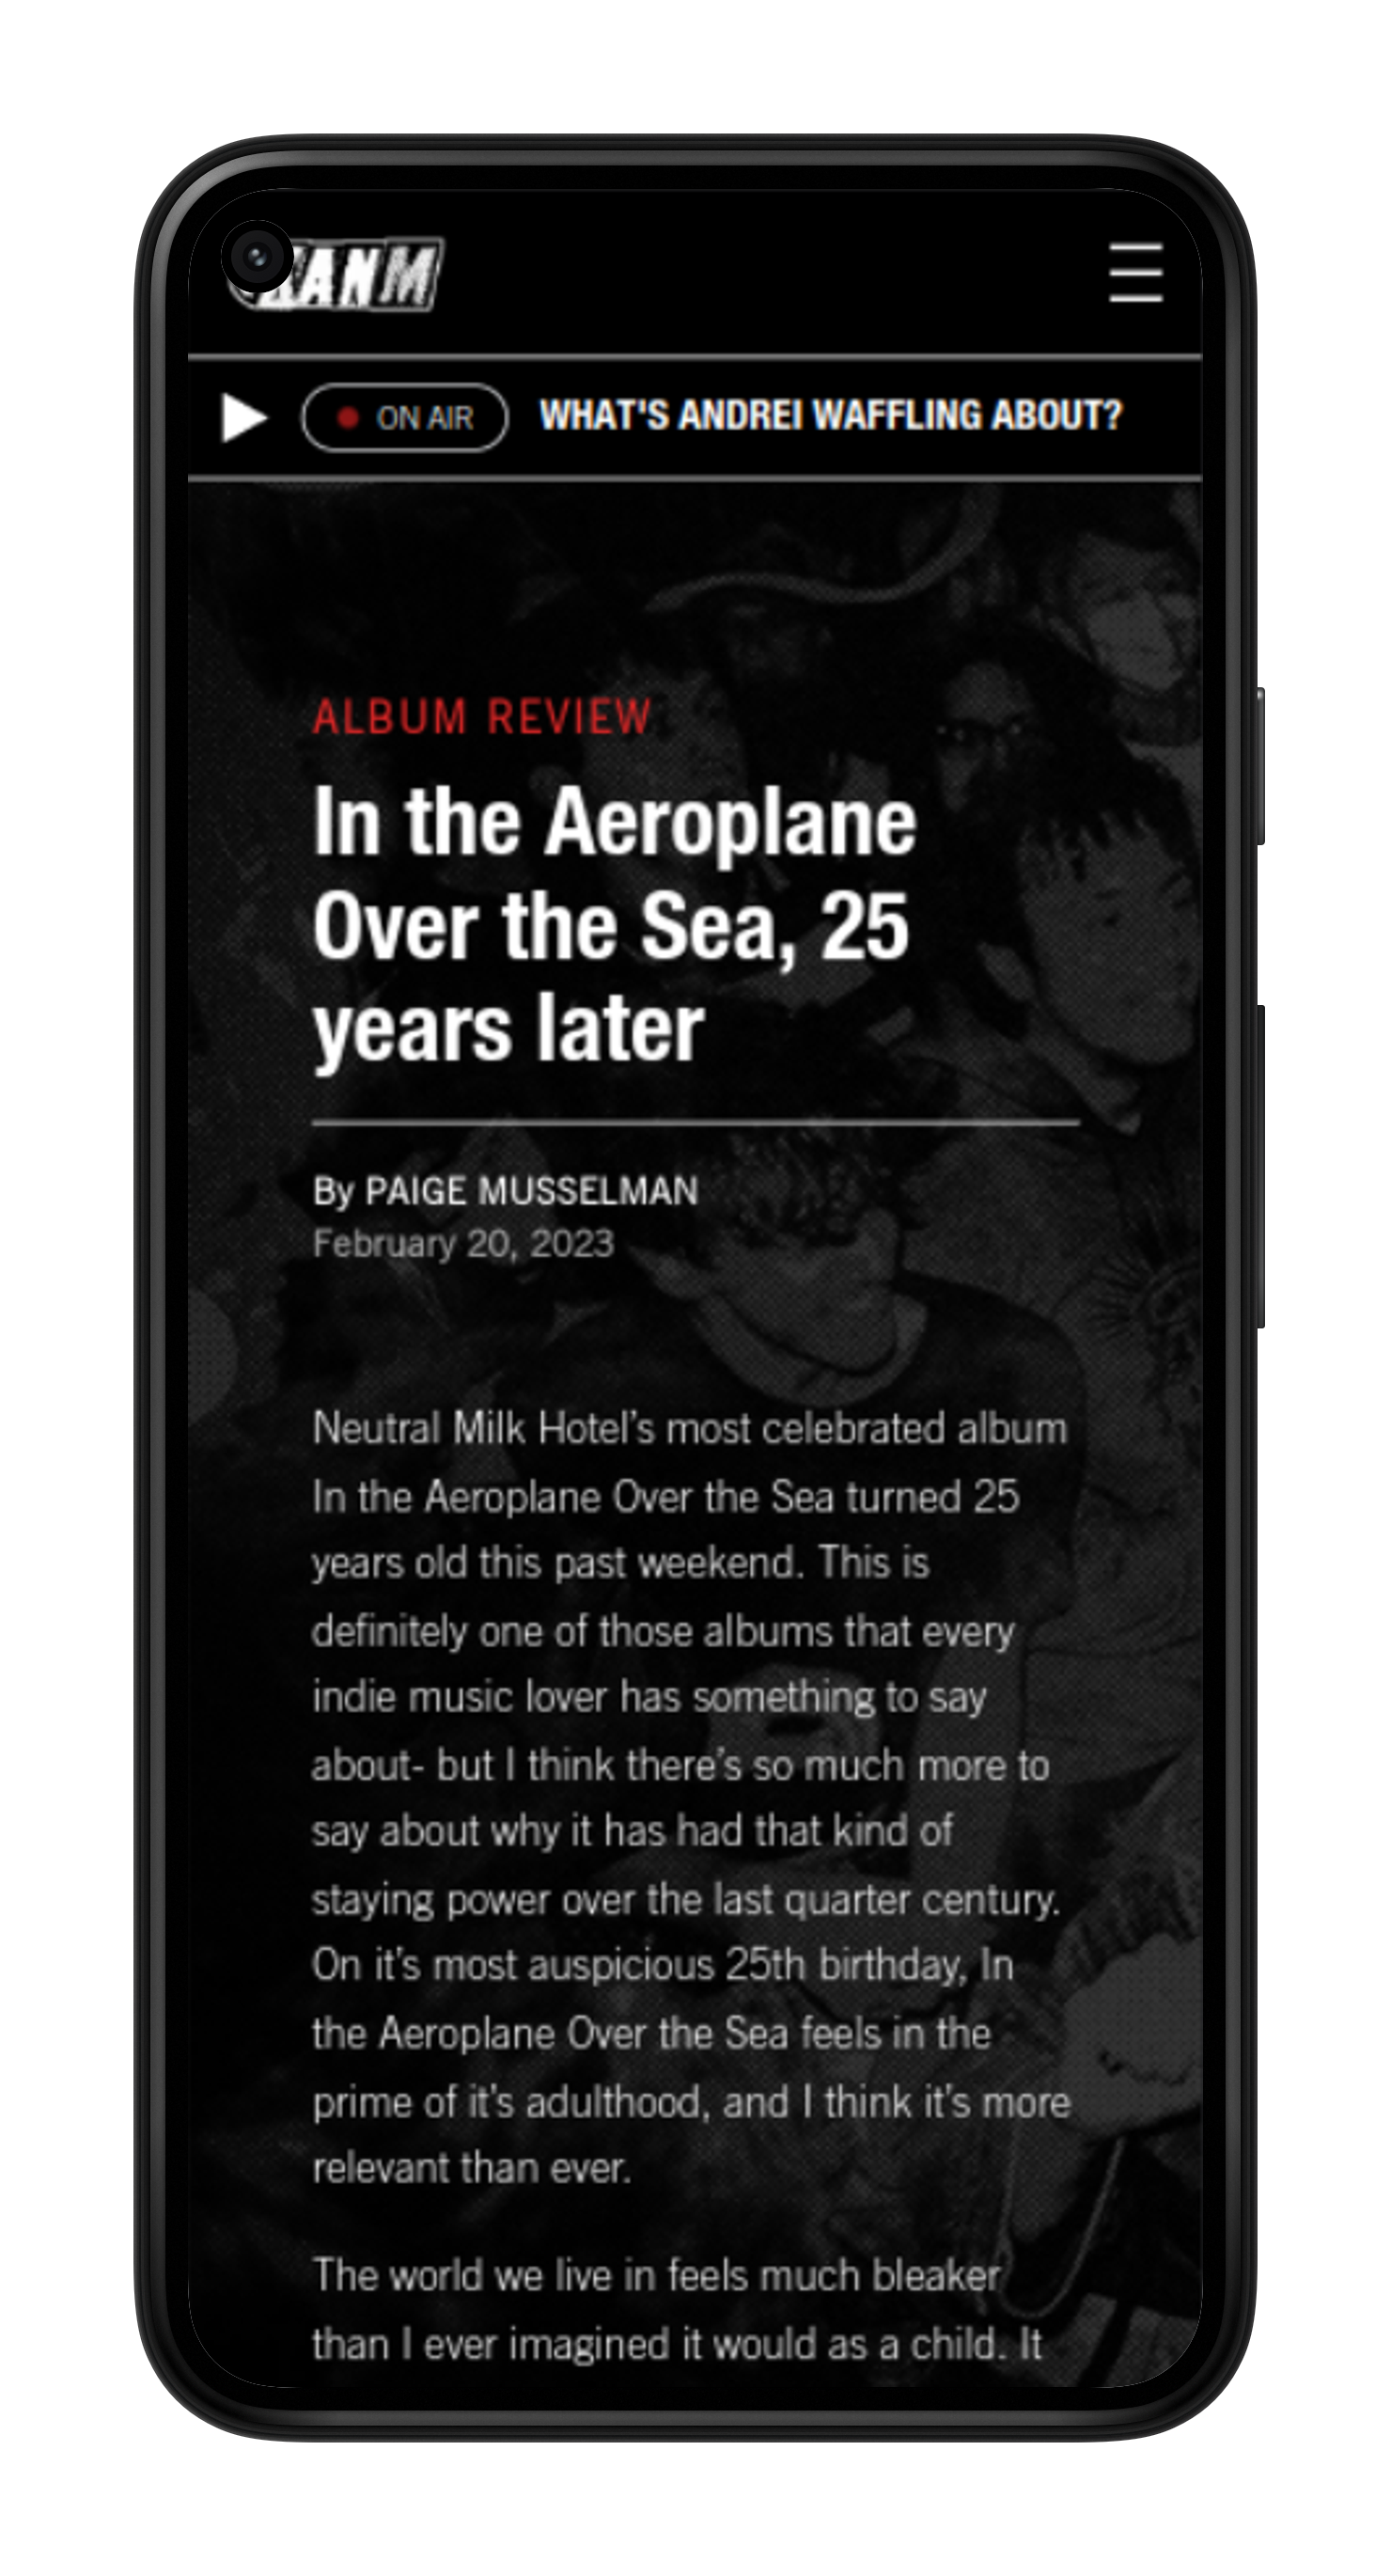 KANM
ON AIR WHAT'S ANDREI WAFFLING ABOUT?
ALBUM REVIEW
In the Aeroplane
Over the Sea, 25
years later
By PAIGE MUSSELMAN
February 20, 2023
Neutral Milk Hotel’s most celebrated album
In the Aeroplane Over the Sea turned 25
years old this past weekend. This is
definitely one of those albums that every
indie music lover has something to say
about- but I think there’s so much more to
say about why it has had that kind of
staying power over the last quarter century.
On it’s most auspicious 25th birthday, In
the Aeroplane Over the Sea feels in the
prime of it’s adulthood, and I think it’s more
relevant than ever.
The world we live in feels much bleaker
than I ever imagined it would as a child. It